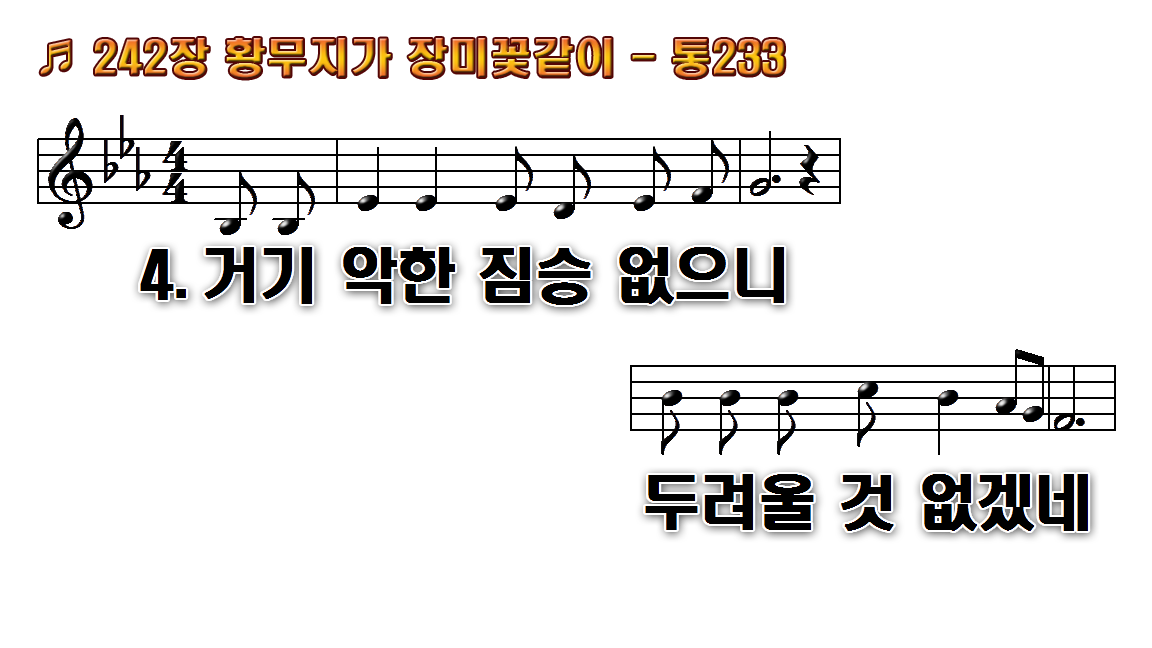 ♬ 242장 황무지가 장미꽃같이 - 통233
4. 거기 악한 짐승 없으니
두려울 것 없겠네